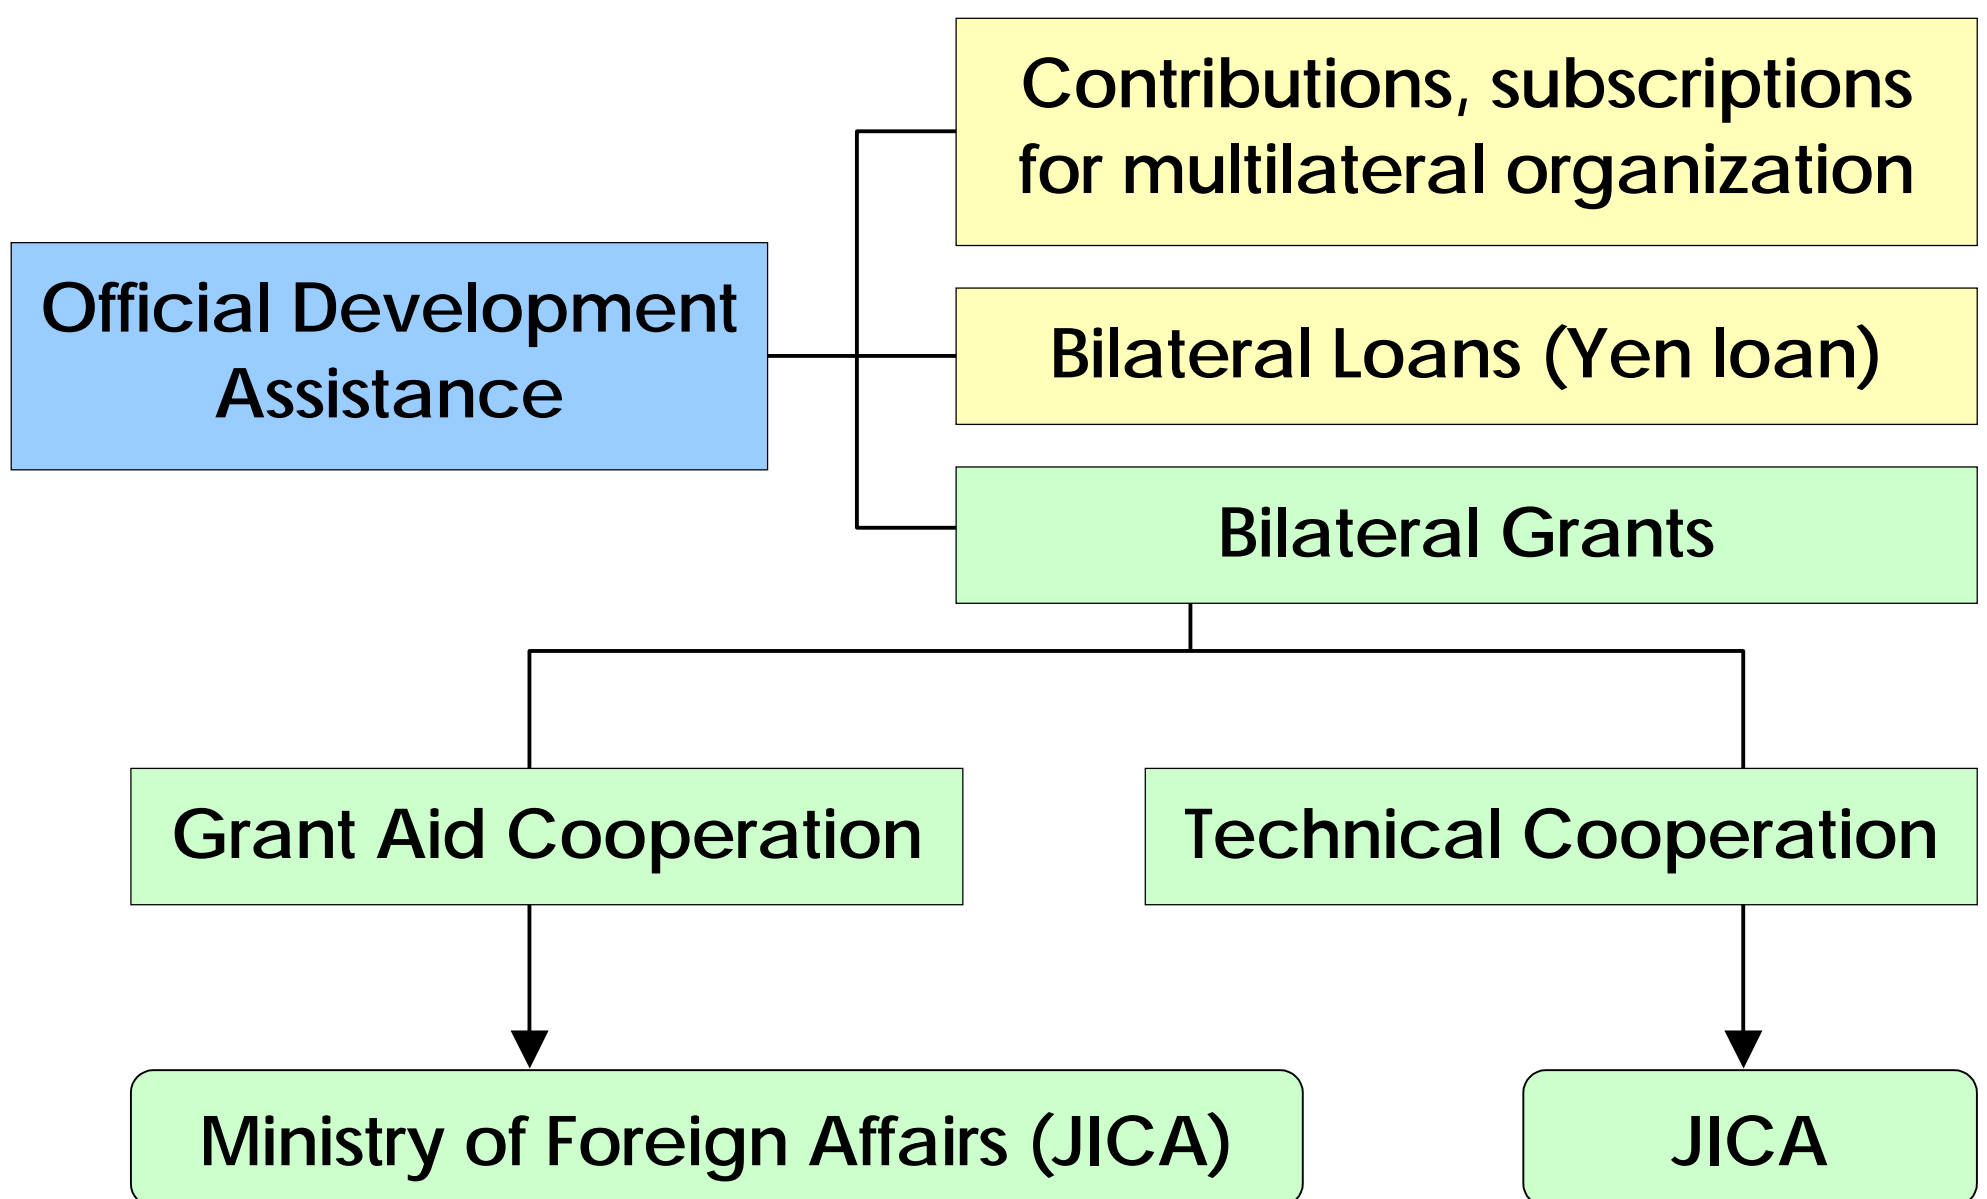 Contributions, subscriptions
for multilateral organization
Official Development
Assistance
Bilateral Loans (Yen loan)
Bilateral Grants
Grant Aid Cooperation
Technical Cooperation
Ministry of Foreign Affairs (JICA)
JICA